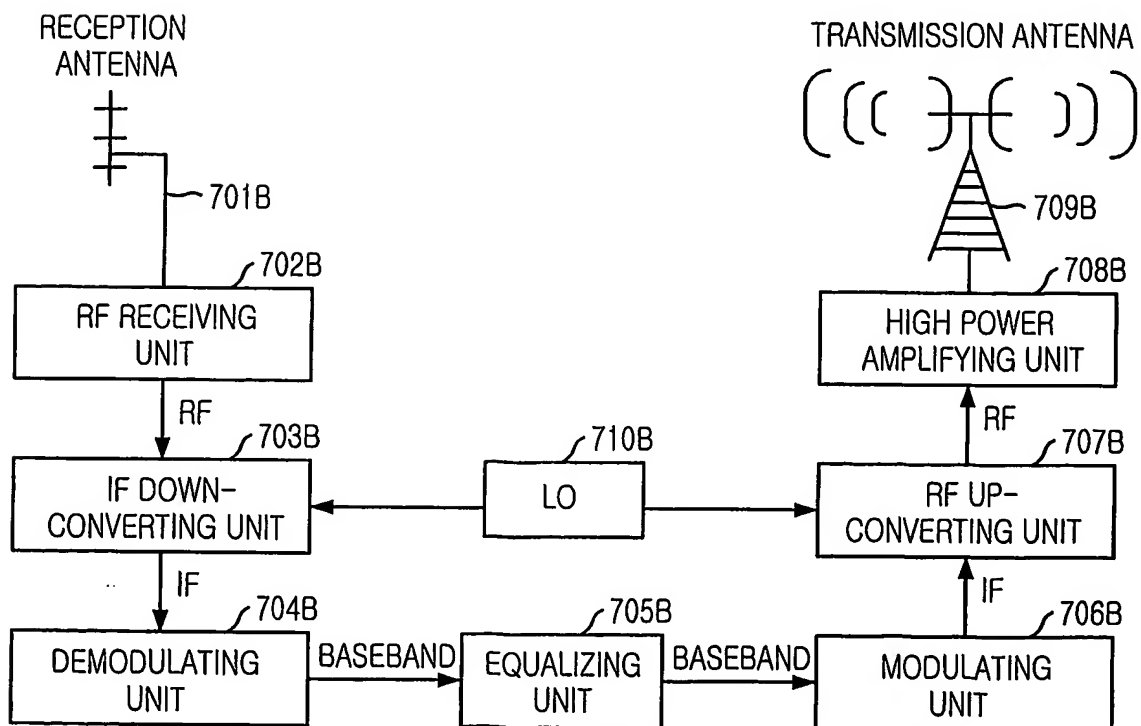 RECEPTION
ANTENNA
TRANSMISSION ANTENNA
701B
709B
702B
RF RECEIVING
UNIT
708B
HIGH POWER
AMPLIFYING UNIT
RF
RF
703B
IF DOWN-
CONVERTING UNIT
710B
LO
707B
RF UP-
CONVERTING UNIT
IF
IF
704B
DEMODULATING
UNIT
BASEBAND
705B
EQUALIZING
UNIT
BASEBAND
706B
MODULATING
UNIT